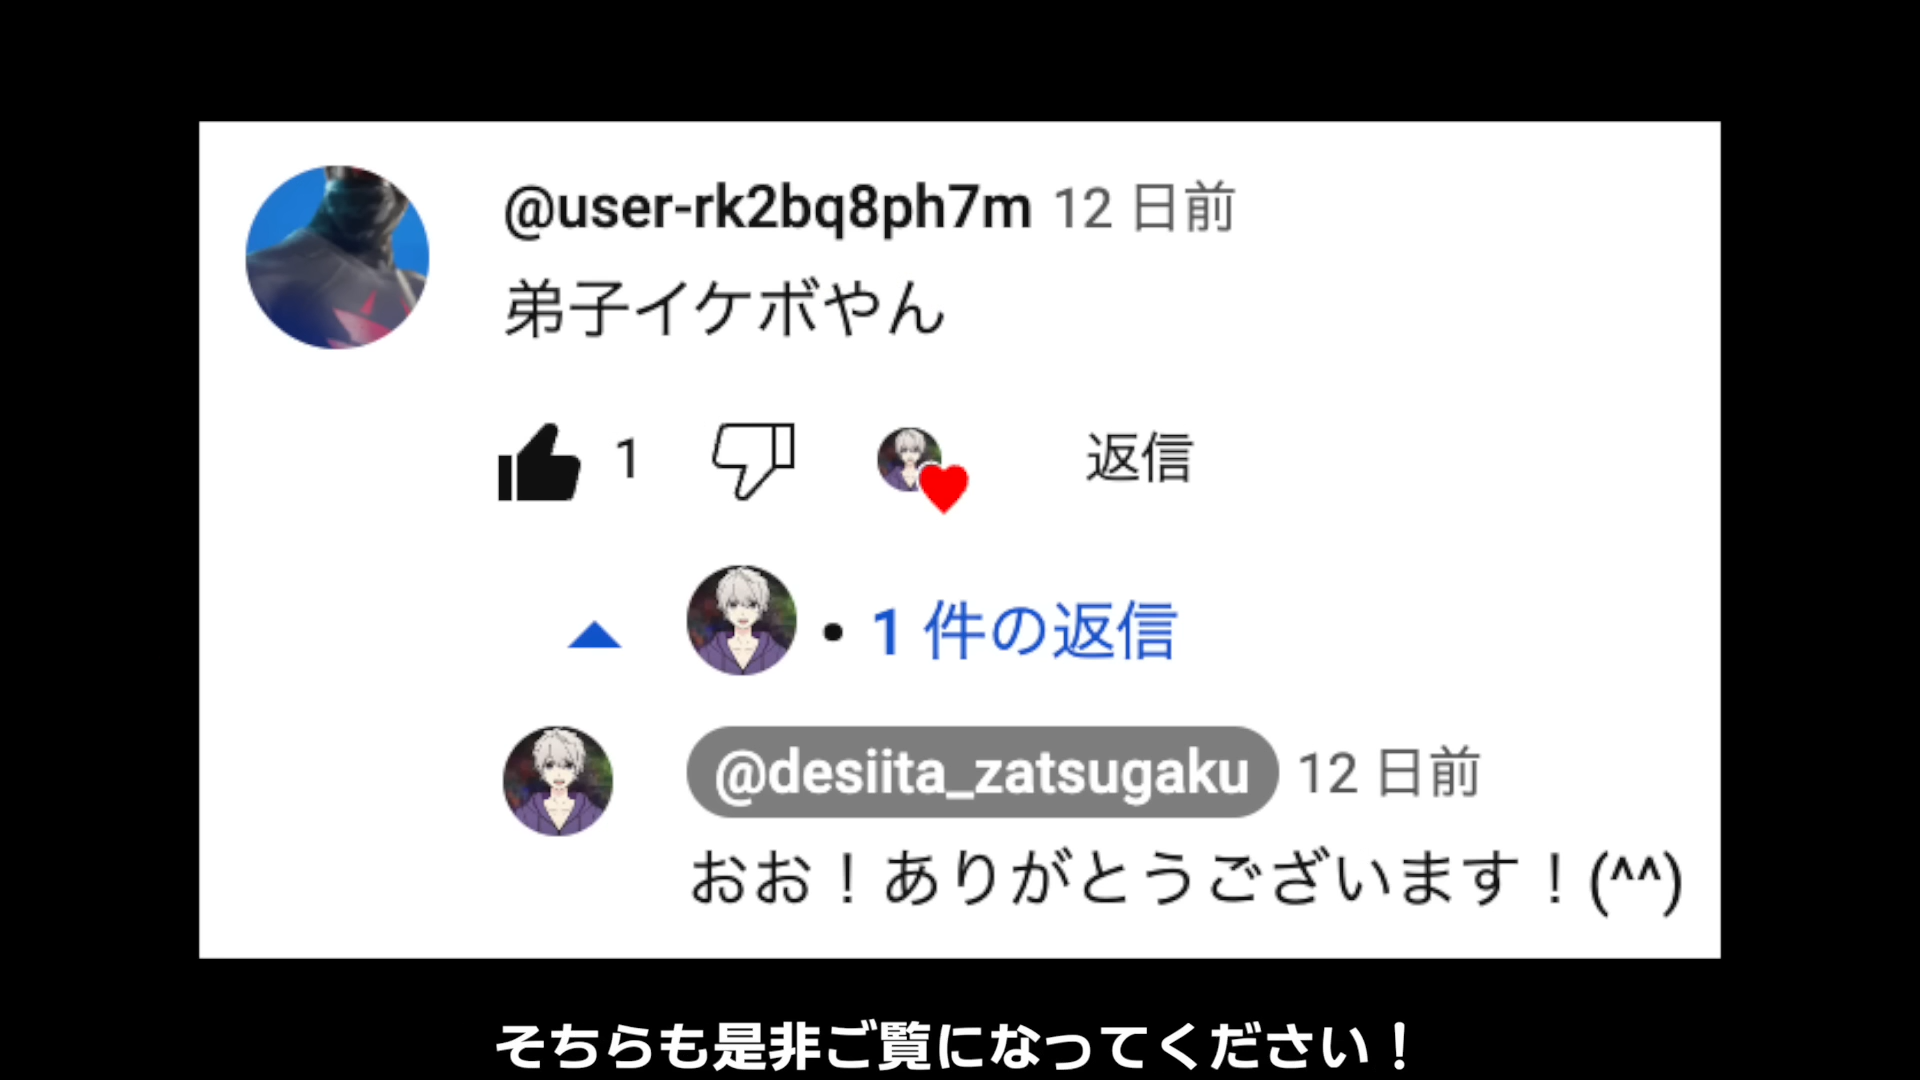 @user-rk2bq8ph7m 12 日前
弟子イケボやん
1 返信
• 1 件の返信
@desiita_zatsugaku 12 日前
おお！ありがとうございます！(^^)
そちらも是非ご覧になってください！